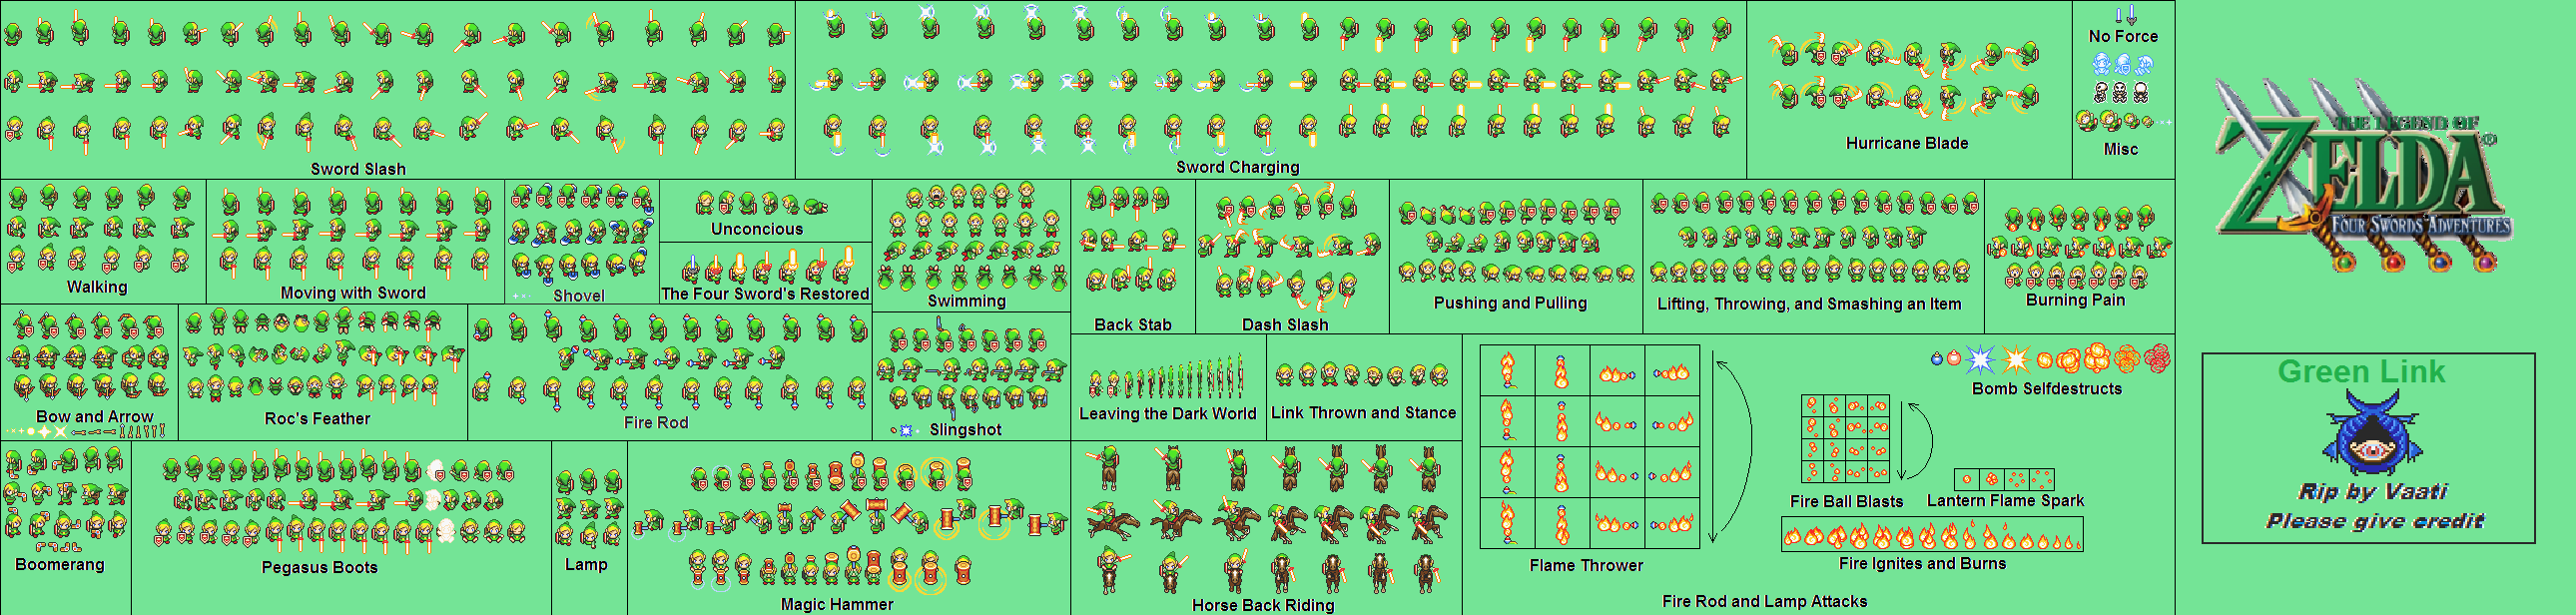 No Force
THE LEGEND OF
ZELDA®
FOUR SWORDS ADVENTURES
Sword Slash
Sword Charging
Hurricane Blade
Misc
Walking
Moving with Sword
Shovel
Unconcious
The Four Sword's Restored
Swimming
Back Stab
Dash Slash
Pushing and Pulling
Lifting, Throwing, and Smashing an Item
Burning Pain
Bow and Arrow
Roc's Feather
Fire Rod
Slingshot
Leaving the Dark World
Link Thrown and Stance
Bomb Selfdestructs
Green Link
Rip by Vaati
Please give credit
Fire Ball Blasts
Lantern Flame Spark
Boomerang
Pegasus Boots
Lamp
Magic Hammer
Horse Back Riding
Flame Thrower
Fire Ignites and Burns
Fire Rod and Lamp Attacks